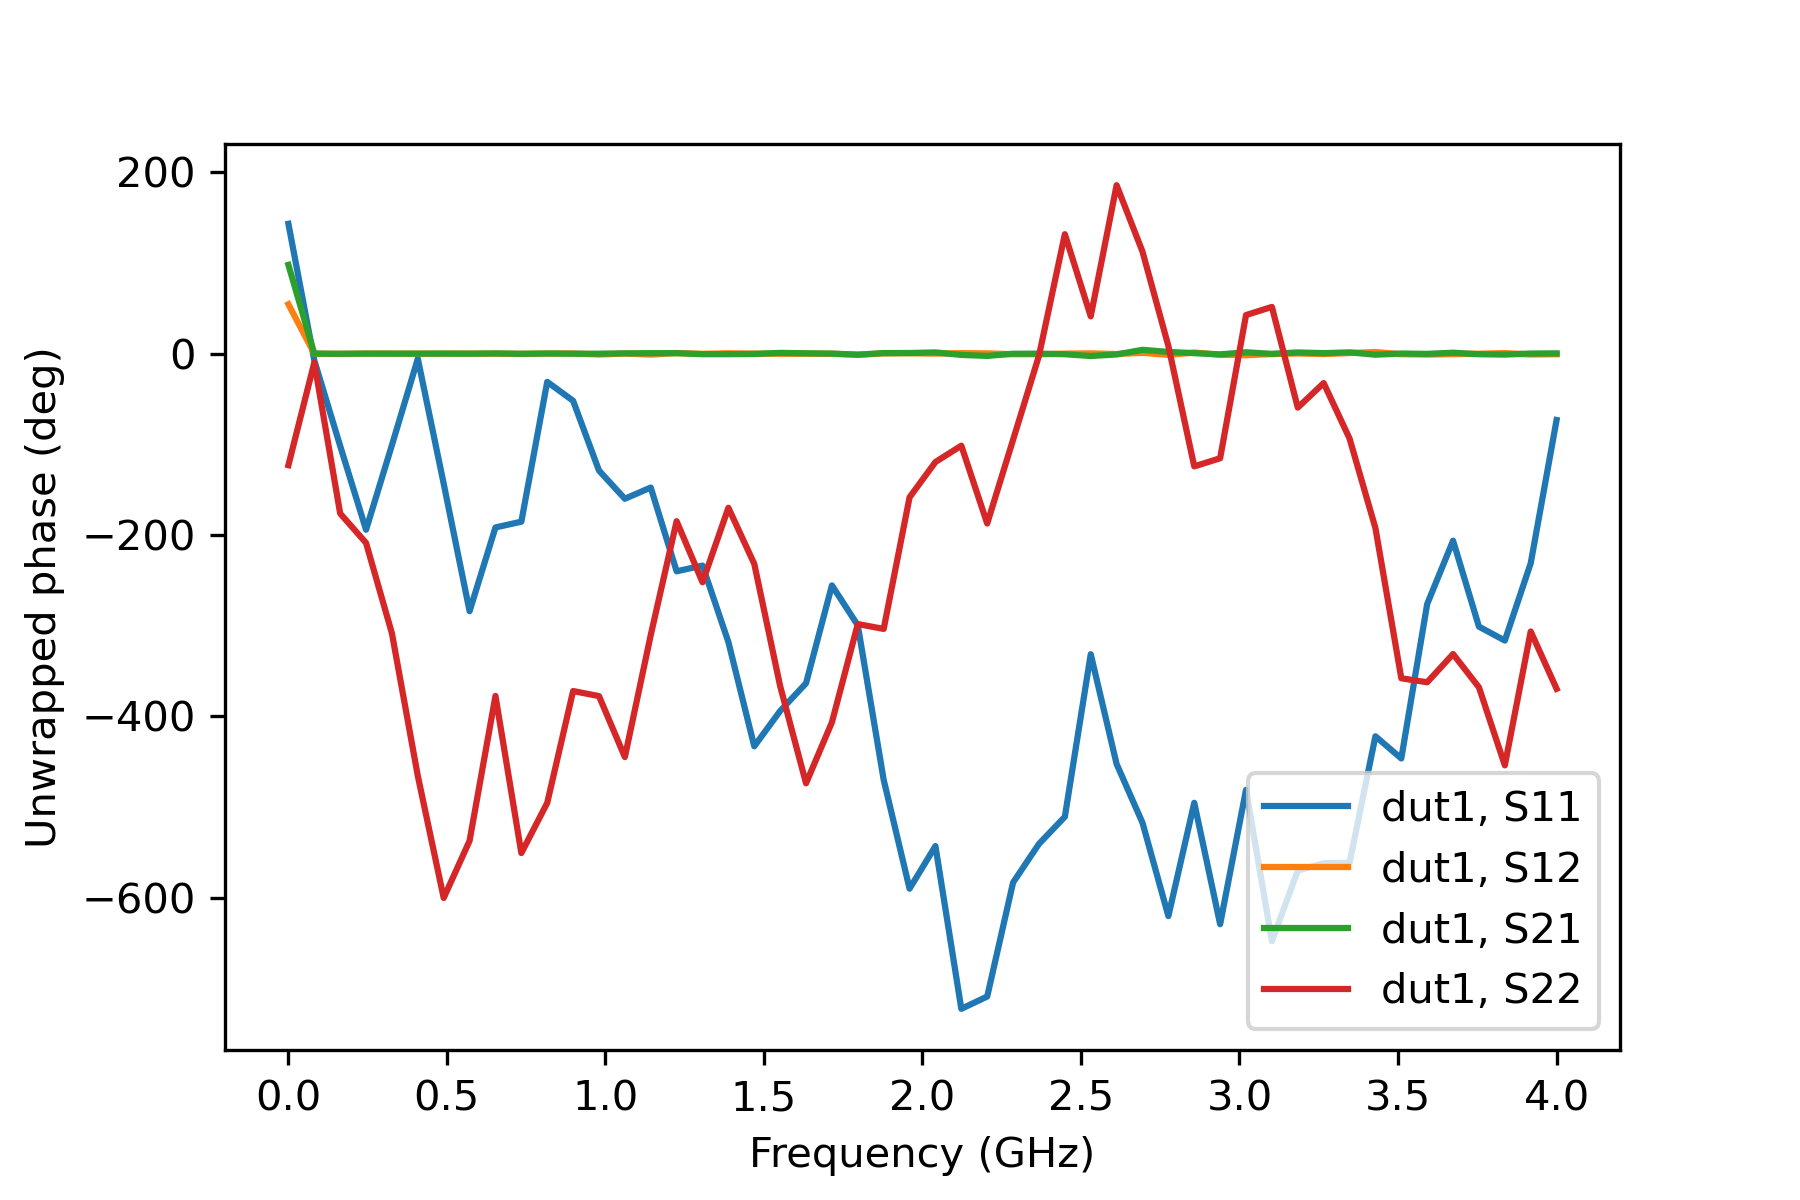 200
0
−200
−400
−600
Unwrapped phase (deg)
0.0 0.5 1.0 1.5 2.0 2.5 3.0 3.5 4.0
Frequency (GHz)
dut1, S11
dut1, S12
dut1, S21
dut1, S22